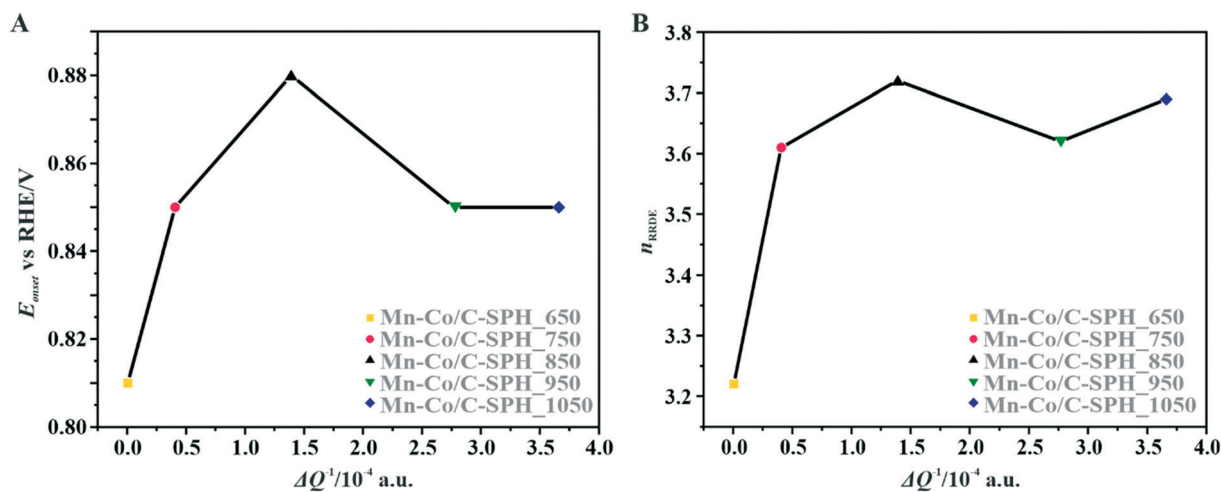 A
E onset vs RHE/V
0.88
0.86
0.84
0.82
0.80
0.0 0.5 1.0 1.5 2.0 2.5 3.0 3.5 4.0
ΔQ⁻¹/10⁻⁴ a.u.
Mn-Co/C-SPH_650
Mn-Co/C-SPH_750
Mn-Co/C-SPH_850
Mn-Co/C-SPH_950
Mn-Co/C-SPH_1050
B
n RRDE
3.8
3.7
3.6
3.5
3.4
3.3
3.2
0.0 0.5 1.0 1.5 2.0 2.5 3.0 3.5 4.0
ΔQ⁻¹/10⁻⁴ a.u.
Mn-Co/C-SPH_650
Mn-Co/C-SPH_750
Mn-Co/C-SPH_850
Mn-Co/C-SPH_950
Mn-Co/C-SPH_1050